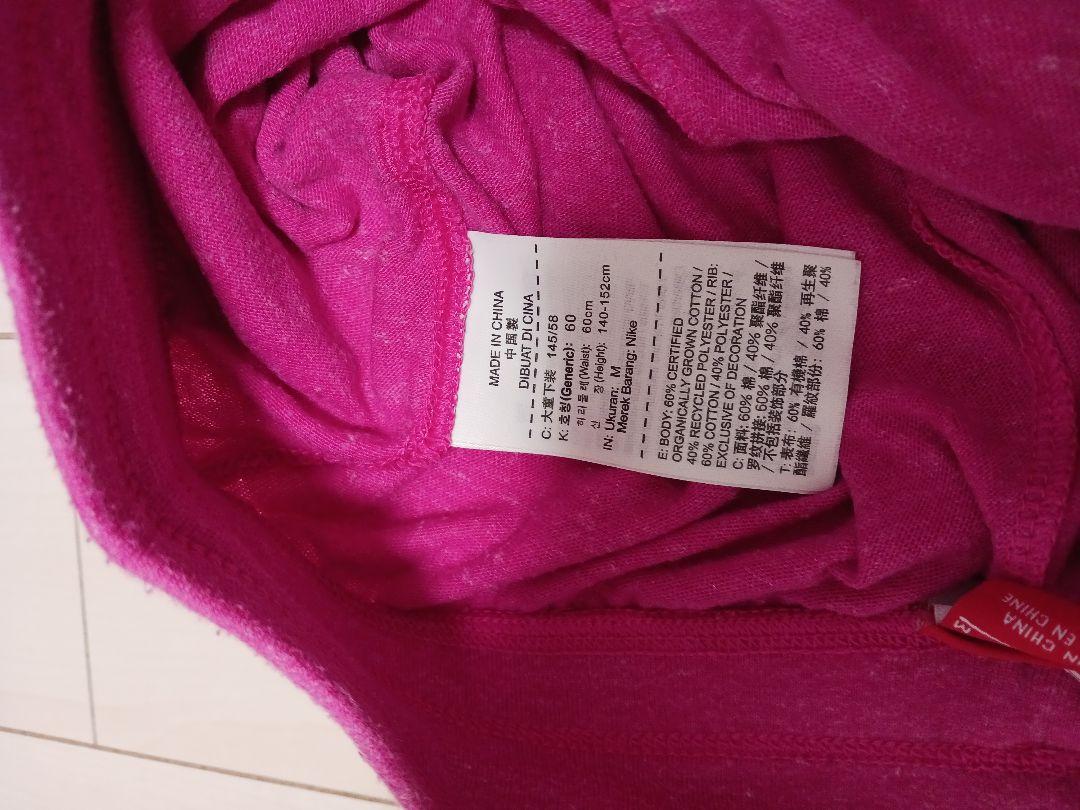 MADE IN CHINA
中国製
DIBUAT DI CINA
C: 大童下装 145/58
K: 호칭(Generic): 60
허리둘레(Waist): 60cm
신 장(Height): 140-152cm
IN: Ukuran: M
Merek Barang: Nike
E: BODY: 60% CERTIFIED
ORGANICALLY GROWN COTTON /
40% RECYCLED POLYESTER / RIB:
60% COTTON 40% POLYESTER /
EXCLUSIVE OF DECORATION
C: 面料: 60% 棉 / 40% 聚酯纤维 /
罗纹拼接: 60% 棉 / 40% 聚酯纤维
/ 不包括装饰部分
T: 表布: 60% 有機棉 / 40% 再生聚
酯纖維 / 羅紋部份: 60% 棉 / 40%
M
CHINA
EN CHINE